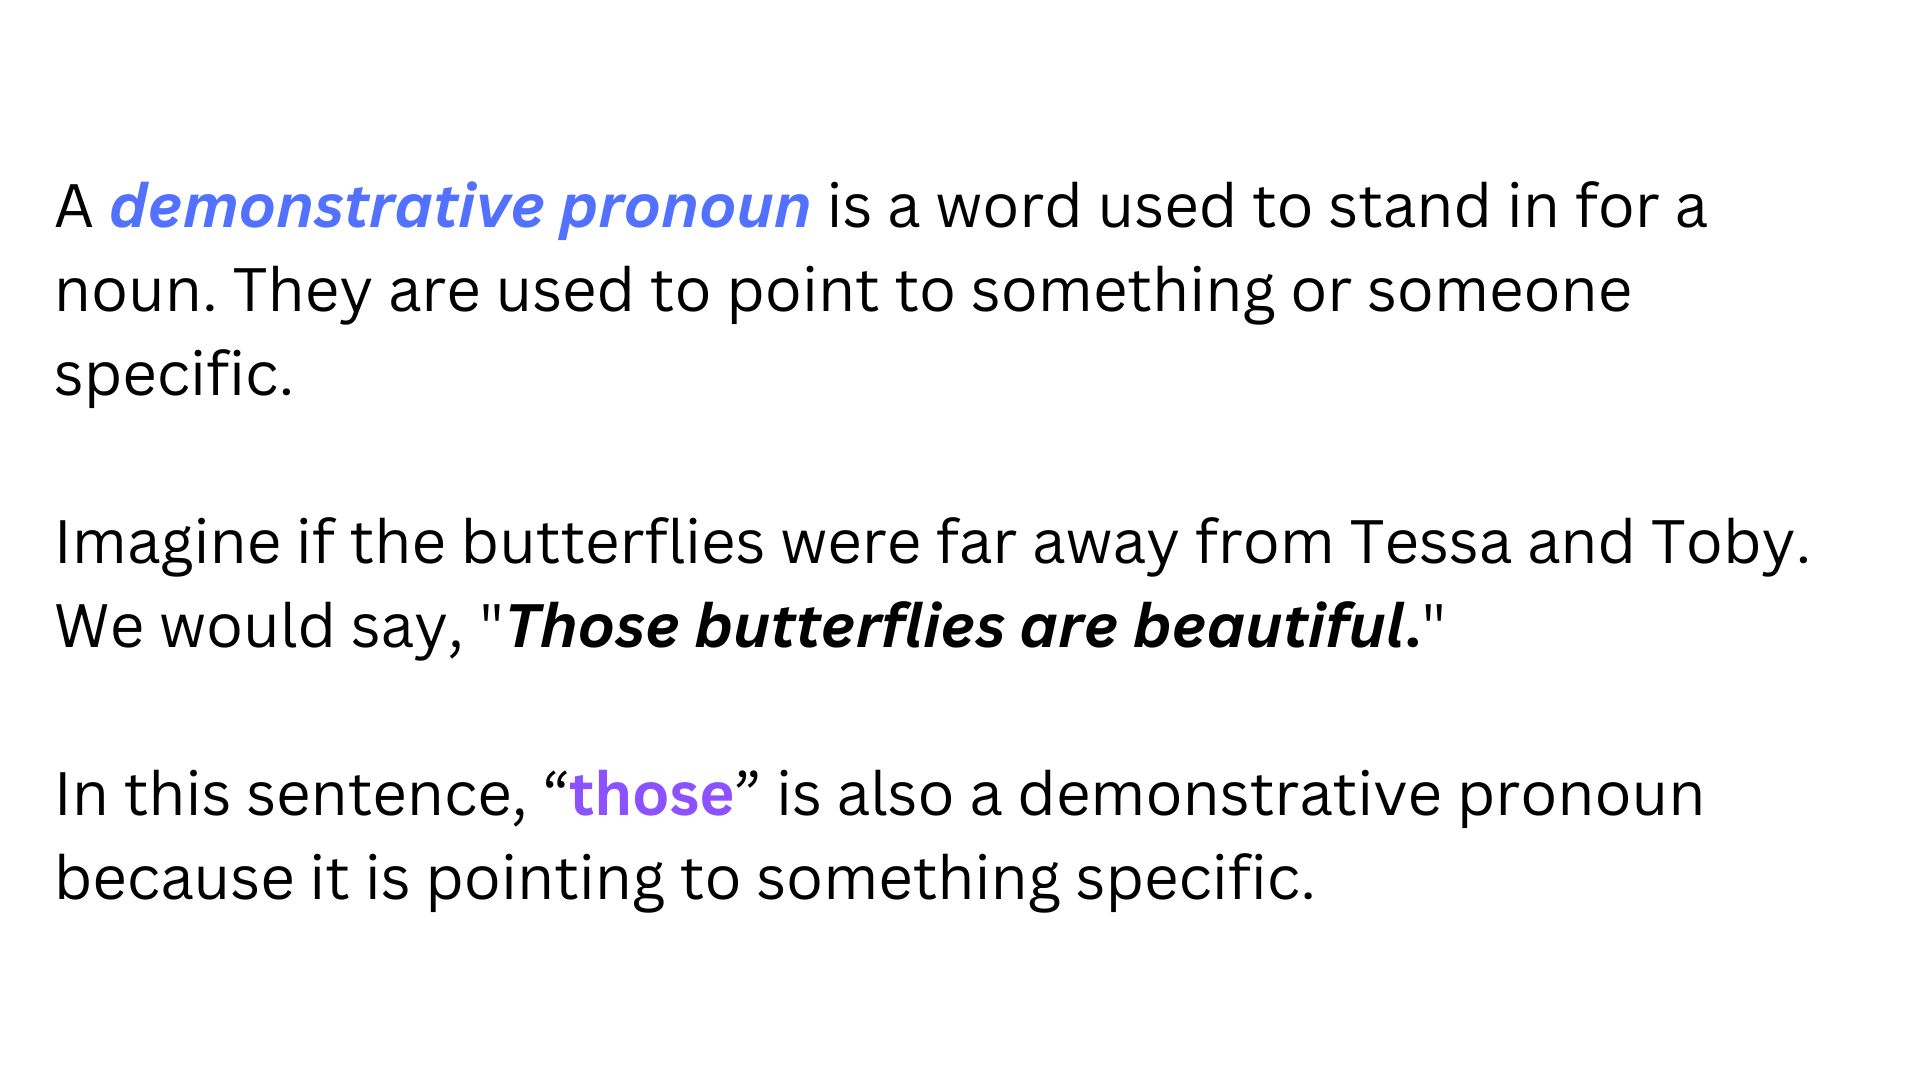 A demonstrative pronoun is a word used to stand in for a
noun. They are used to point to something or someone
specific.
Imagine if the butterflies were far away from Tessa and Toby.
We would say, "Those butterflies are beautiful."
In this sentence, “those” is also a demonstrative pronoun
because it is pointing to something specific.